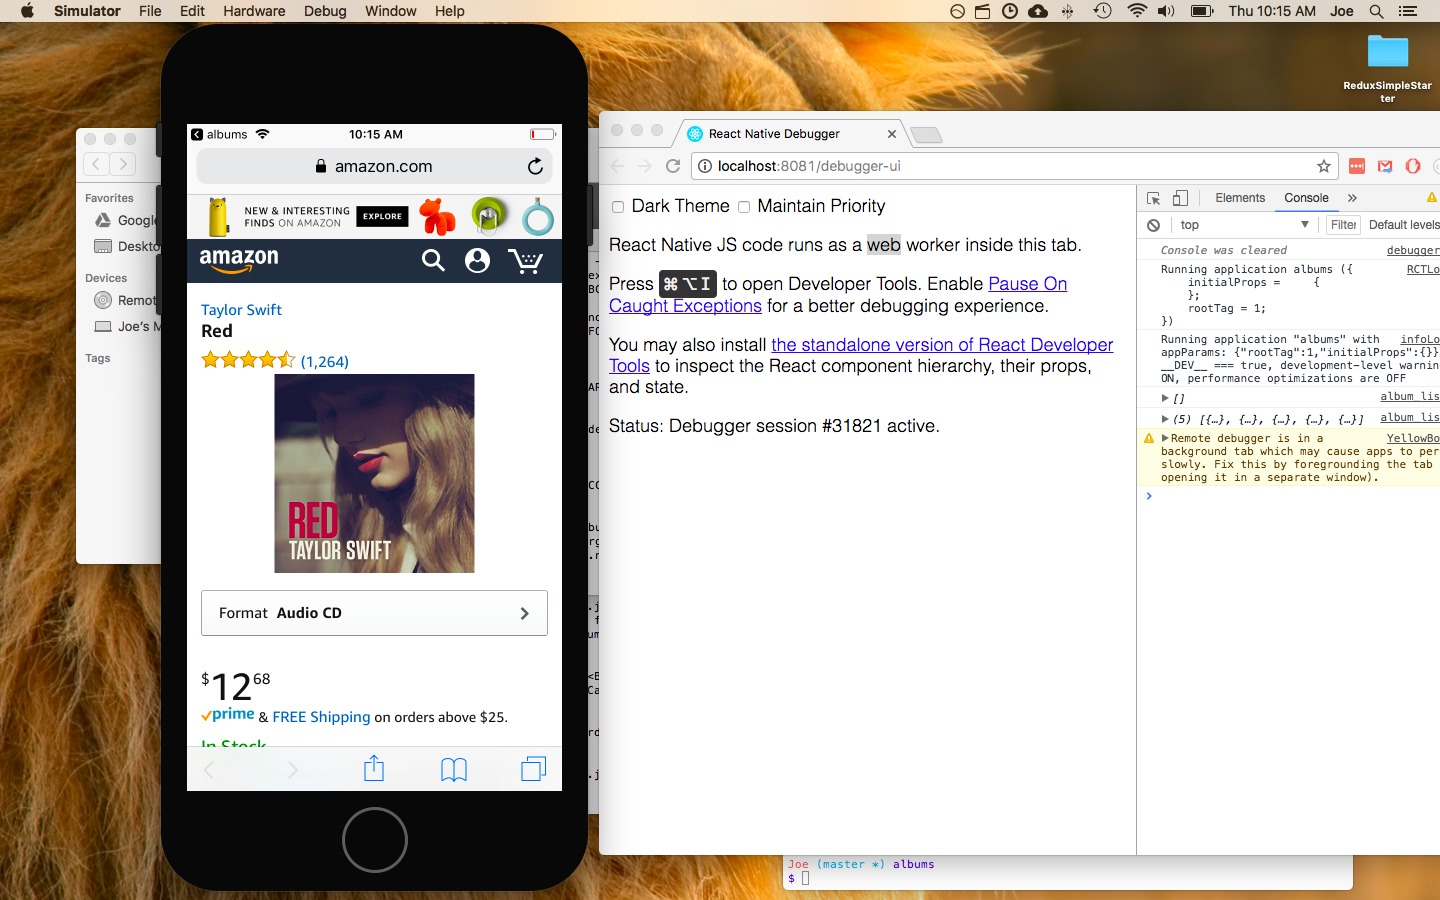 Simulator File Edit Hardware Debug Window Help
Thu 10:15 AM Joe
ReduxSimpleStar
ter
Favorites
Google
Deskto
Devices
Remot
Joe's M
Tags
albums 10:15 AM
amazon.com
NEW & INTERESTING
FINDS ON AMAZON
EXPLORE
amazon
Taylor Swift
Red
(1,264)
RED
TAYLOR SWIFT
Format Audio CD
$12 68
prime & FREE Shipping on orders above $25.
In Stock
React Native Debugger
localhost:8081/debugger-ui
Dark Theme Maintain Priority
React Native JS code runs as a web worker inside this tab.
Press ⌘⌥I to open Developer Tools. Enable Pause On
Caught Exceptions for a better debugging experience.
You may also install the standalone version of React Developer
Tools to inspect the React component hierarchy, their props,
and state.
Status: Debugger session #31821 active.
Elements Console »
top Filter Default levels
Console was cleared debugger
Running application albums ({ RCTLo
initialProps = {
};
rootTag = 1;
})
Running application "albums" with infoLo
appParams: {"rootTag":1,"initialProps":{}}
__DEV__ === true, development-level warnin
ON, performance optimizations are OFF
[] album_lis
(5) [{…}, {…}, {…}, {…}, {…}] album_lis
Remote debugger is in a YellowBo
background tab which may cause apps to per
slowly. Fix this by foregrounding the tab
opening it in a separate window).
Joe (master *) albums
$